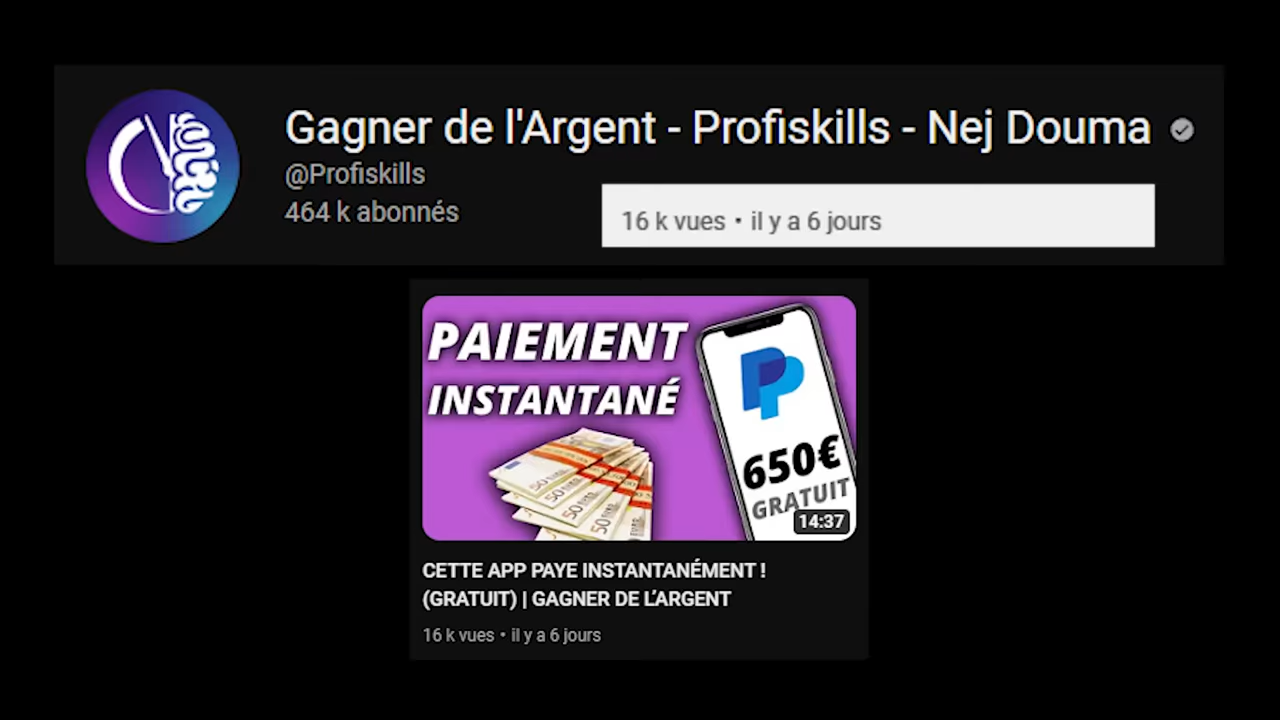 Gagner de l'Argent - Profiskills - Nej Douma
@Profiskills
464 k abonnés
16 k vues • il y a 6 jours
PAIEMENT
INSTANTANÉ
650€
GRATUIT
14:37
CETTE APP PAYE INSTANTANÉMENT !
(GRATUIT) | GAGNER DE L'ARGENT
16 k vues • il y a 6 jours